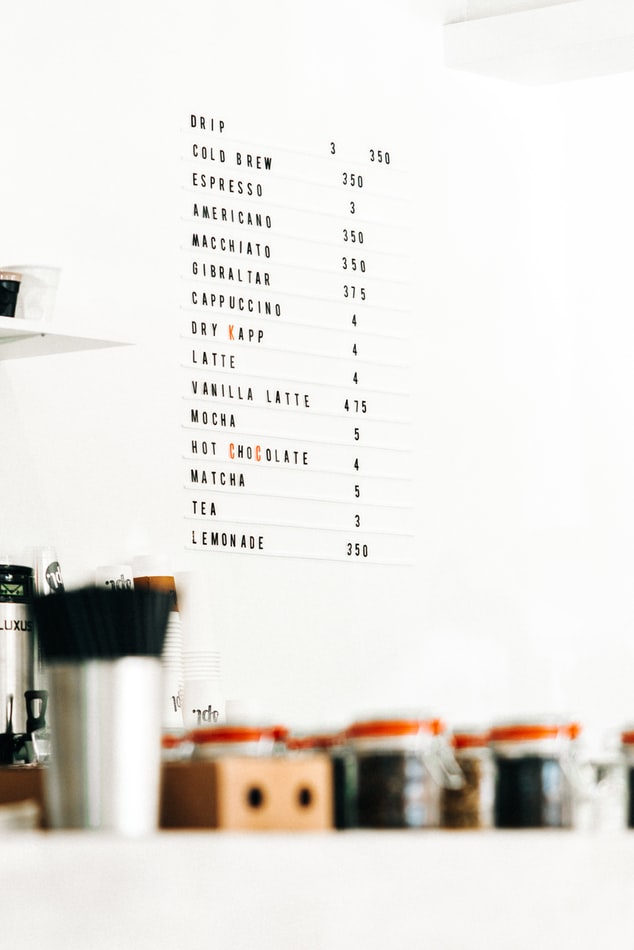 DRIP 3 350
COLD BREW 350
ESPRESSO 3
AMERICANO 350
MACCHIATO 350
GIBRALTAR 375
CAPPUCCINO 4
DRY KAPP 4
LATTE 4
VANILLA LATTE 475
MOCHA 5
HOT CHOCOLATE 4
MATCHA 5
TEA 3
LEMONADE 350
LUXUS